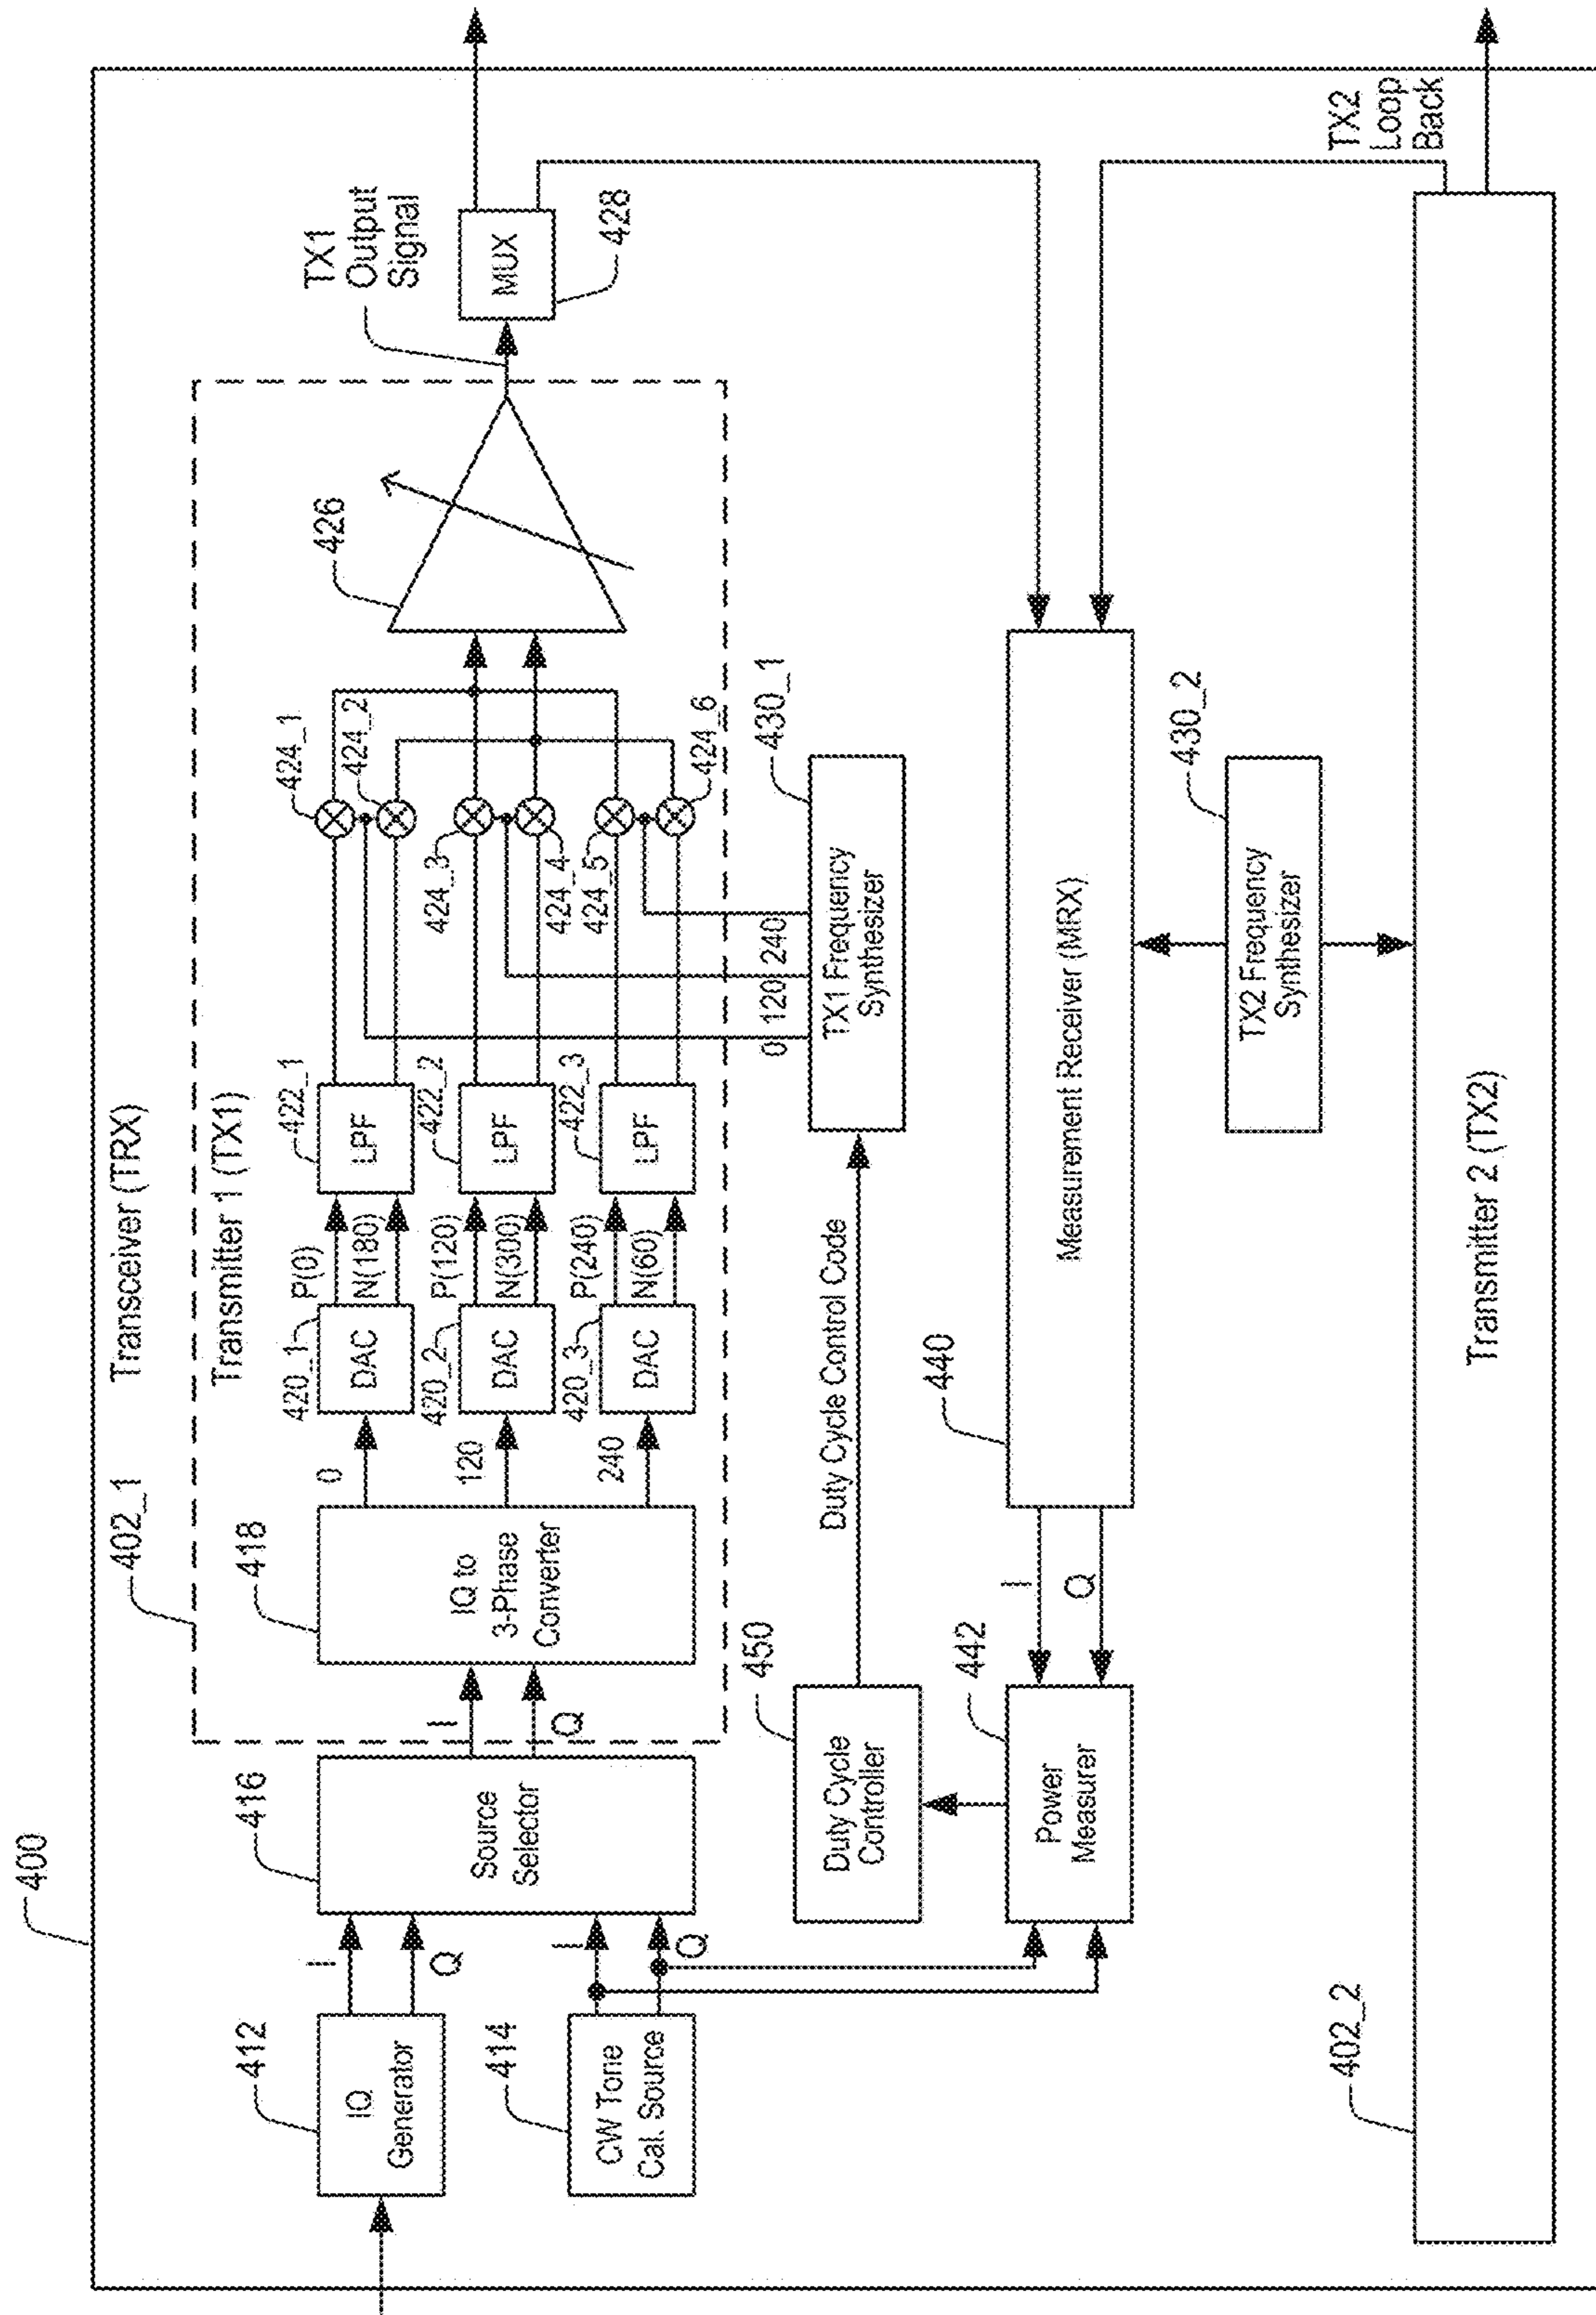 400
Transceiver (TRX)
402_1
Transmitter 1 (TX1)
412
IQ
Generator
I
Q
414
CW Tone
Cal. Source
I
Q
416
Source
Selector
I
Q
418
IQ to
3-Phase
Converter
0
120
240
420_1
DAC
420_2
DAC
420_3
DAC
P(0)
N(180)
P(120)
N(300)
P(240)
N(60)
422_1
LPF
422_2
LPF
422_3
LPF
424_1
424_2
424_3
424_4
424_5
424_6
426
TX1
Output
Signal
MUX
428
0
120
240
430_1
TX1 Frequency
Synthesizer
450
Duty Cycle
Controller
Duty Cycle Control Code
442
Power
Measurer
I
Q
440
Measurement Receiver (MRX)
430_2
TX2 Frequency
Synthesizer
TX2
Loop
Back
402_2
Transmitter 2 (TX2)